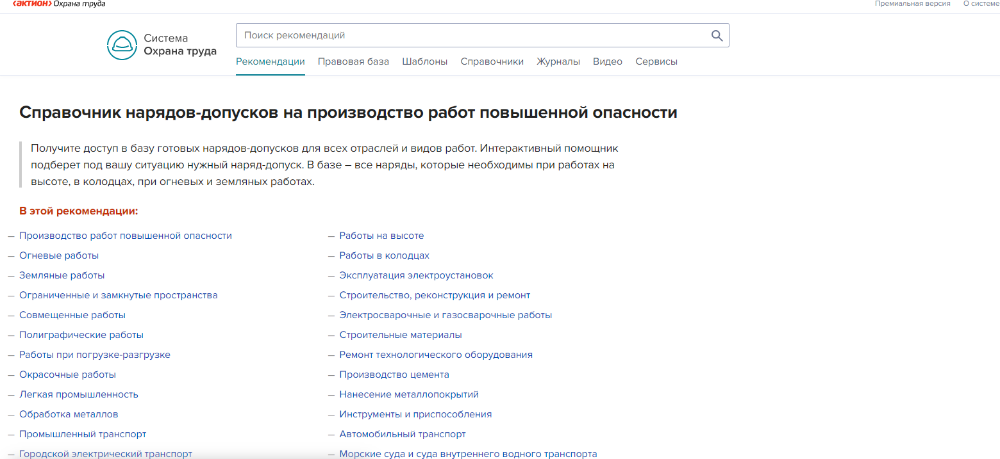 ‹актион› Охрана труда
Премиальная версия О системе
Система
Охрана труда
Поиск рекомендаций
Рекомендации Правовая база Шаблоны Справочники Журналы Видео Сервисы
Справочник нарядов-допусков на производство работ повышенной опасности
Получите доступ в базу готовых нарядов-допусков для всех отраслей и видов работ. Интерактивный помощник
подберет под вашу ситуацию нужный наряд-допуск. В базе – все наряды, которые необходимы при работах на
высоте, в колодцах, при огневых и земляных работах.
В этой рекомендации:
— Производство работ повышенной опасности
— Огневые работы
— Земляные работы
— Ограниченные и замкнутые пространства
— Совмещенные работы
— Полиграфические работы
— Работы при погрузке-разгрузке
— Окрасочные работы
— Легкая промышленность
— Обработка металлов
— Промышленный транспорт
— Городской электрический транспорт
— Работы на высоте
— Работы в колодцах
— Эксплуатация электроустановок
— Строительство, реконструкция и ремонт
— Электросварочные и газосварочные работы
— Строительные материалы
— Ремонт технологического оборудования
— Производство цемента
— Нанесение металлопокрытий
— Инструменты и приспособления
— Автомобильный транспорт
— Морские суда и суда внутреннего водного транспорта